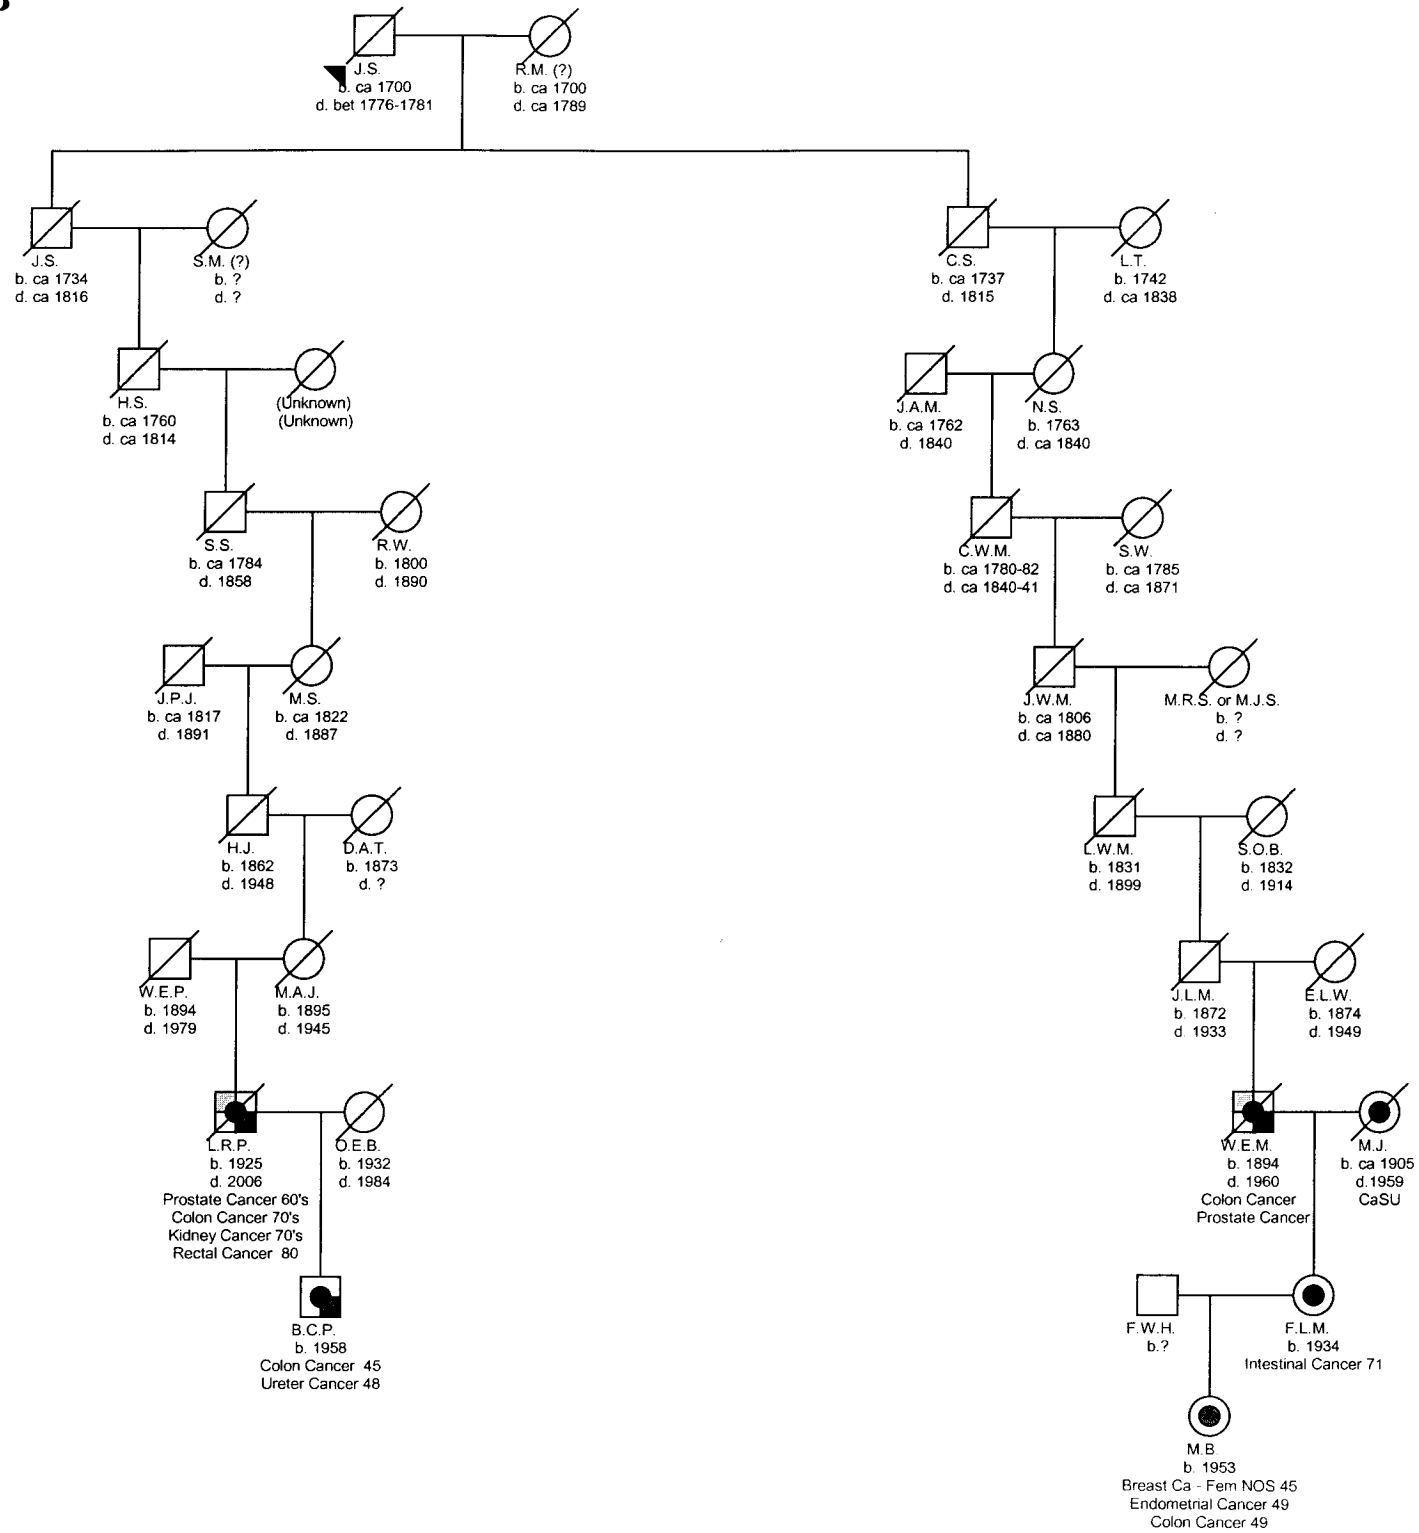 J.S.
b. ca 1700
d. bet 1776-1781
R.M. (?)
b. ca 1700
d. ca 1789
J.S.
b. ca 1734
d. ca 1816
S.M. (?)
b. ?
d. ?
C.S.
b. ca 1737
d. 1815
L.T.
b. 1742
d. ca 1838
H.S.
b. ca 1760
d. ca 1814
(Unknown)
(Unknown)
J.A.M.
b. ca 1762
d. 1840
N.S.
b. 1763
d. ca 1840
S.S.
b. ca 1784
d. 1858
R.W.
b. 1800
d. 1890
C.W.M.
b. ca 1780-82
d. ca 1840-41
S.W.
b. ca 1785
d. ca 1871
J.P.J.
b. ca 1817
d. 1891
M.S.
b. ca 1822
d. 1887
J.W.M.
b. ca 1806
d. ca 1880
M.R.S. or M.J.S.
b. ?
d. ?
H.J.
b. 1862
d. 1948
D.A.T.
b. 1873
d. ?
L.W.M.
b. 1831
d. 1899
S.O.B.
b. 1832
d. 1914
W.E.P.
b. 1894
d. 1979
M.A.J.
b. 1895
d. 1945
J.L.M.
b. 1872
d. 1933
E.L.W.
b. 1874
d. 1949
L.R.P.
b. 1925
d. 2006
Prostate Cancer 60's
Colon Cancer 70's
Kidney Cancer 70's
Rectal Cancer 80
O.E.B.
b. 1932
d. 1984
W.E.M.
b. 1894
d. 1960
Colon Cancer
Prostate Cancer
M.J.
b. ca 1905
d.1959
CaSU
B.C.P.
b. 1958
Colon Cancer 45
Ureter Cancer 48
F.W.H.
b.?
F.L.M.
b. 1934
Intestinal Cancer 71
M.B.
b. 1953
Breast Ca - Fem NOS 45
Endometrial Cancer 49
Colon Cancer 49